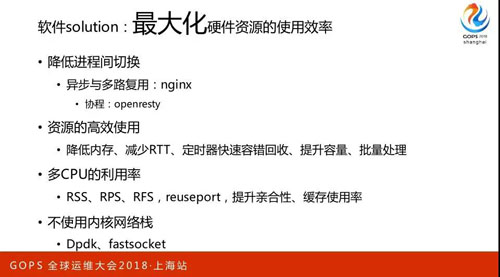 软件solution：最大化硬件资源的使用效率
GOPS 2018
shanghai
• 降低进程间切换
• 异步与多路复用：nginx
• 协程：openresty
• 资源的高效使用
• 降低内存、减少RTT、定时器快速容错回收、提升容量、批量处理
• 多CPU的利用率
• RSS、RPS、RFS，reuseport，提升亲合性、缓存使用率
• 不使用内核网络栈
• Dpdk、fastsocket
GOPS 全球运维大会2018·上海站